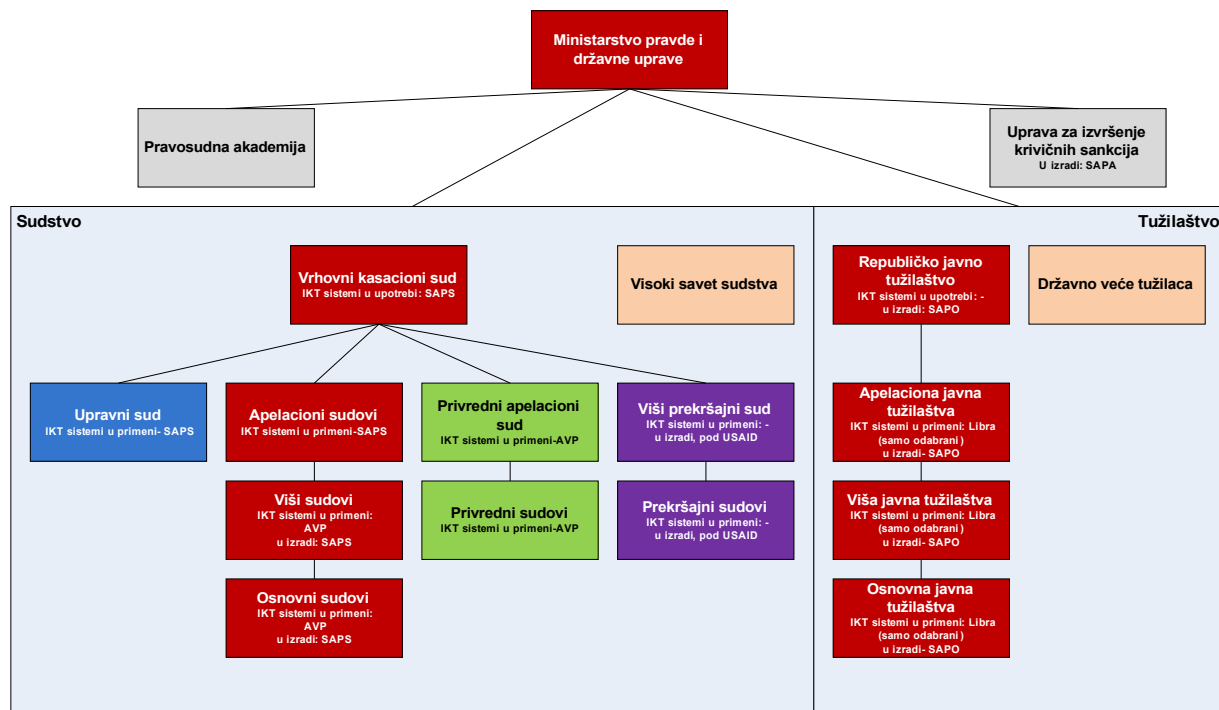 Ministarstvo pravde i
državne uprave
Pravosudna akademija
Uprava za izvršenje
krivičnih sankcija
U izradi: SAPA
Sudstvo
Tužilaštvo
Vrhovni kasacioni sud
IKT sistemi u upotrebi: SAPS
Visoki savet sudstva
Republičko javno
tužilaštvo
IKT sistemi u upotrebi: -
u izradi: SAPO
Državno veće tužilaca
Upravni sud
IKT sistemi u primeni- SAPS
Apelacioni sudovi
IKT sistemi u primeni-SAPS
Privredni apelacioni
sud
IKT sistemi u primeni-AVP
Viši prekršajni sud
IKT sistemi u primeni: -
u izradi, pod USAID
Apelaciona javna
tužilaštva
IKT sistemi u primeni: Libra
(samo odabrani)
u izradi- SAPO
Viši sudovi
IKT sistemi u primeni:
AVP
u izradi: SAPS
Privredni sudovi
IKT sistemi u primeni-AVP
Prekršajni sudovi
IKT sistemi u primeni: -
u izradi, pod USAID
Viša javna tužilaštva
IKT sistemi u primeni: Libra
(samo odabrani)
u izradi- SAPO
Osnovni sudovi
IKT sistemi u primeni:
AVP
u izradi: SAPS
Osnovna javna
tužilaštva
IKT sistemi u primeni: Libra
(samo odabrani)
u izradi- SAPO